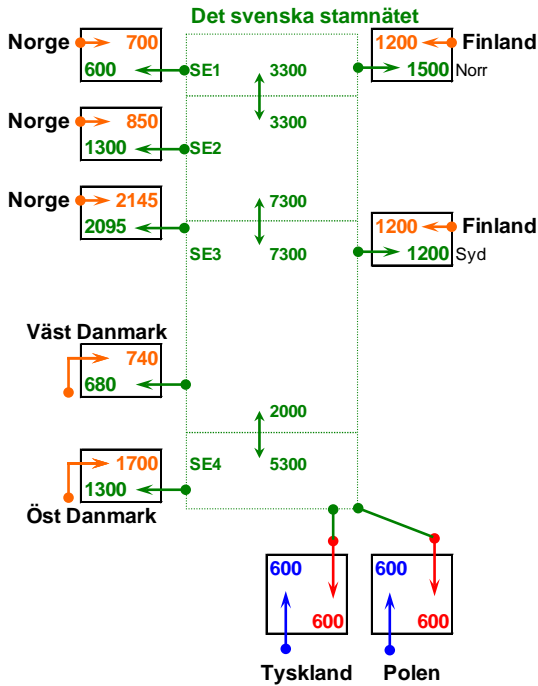 Det svenska stamnätet
Norge 700
600
SE1
3300
3300
1200 Finland
1500 Norr
Norge 850
1300
SE2
Norge 2145
2095
7300
SE3 7300
1200 Finland
1200 Syd
Väst Danmark
740
680
2000
SE4 5300
1700
1300
Öst Danmark
600
600
600
600
Tyskland Polen